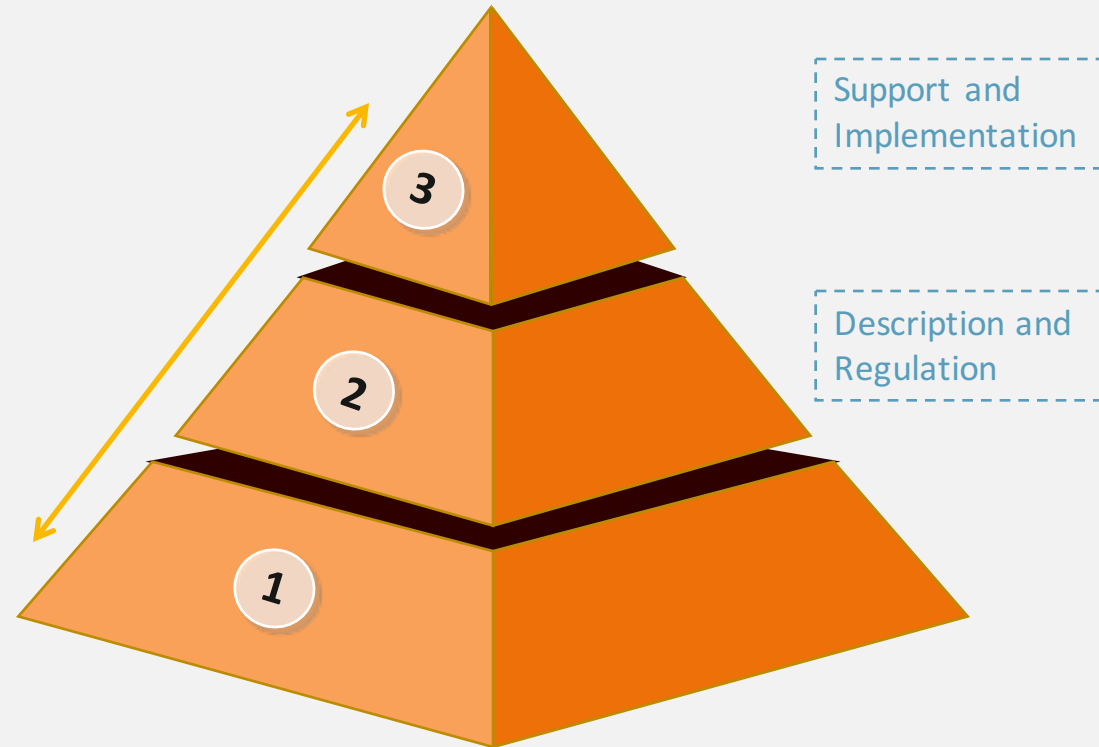 Support and
Implementation
3
Description and
Regulation
2
1